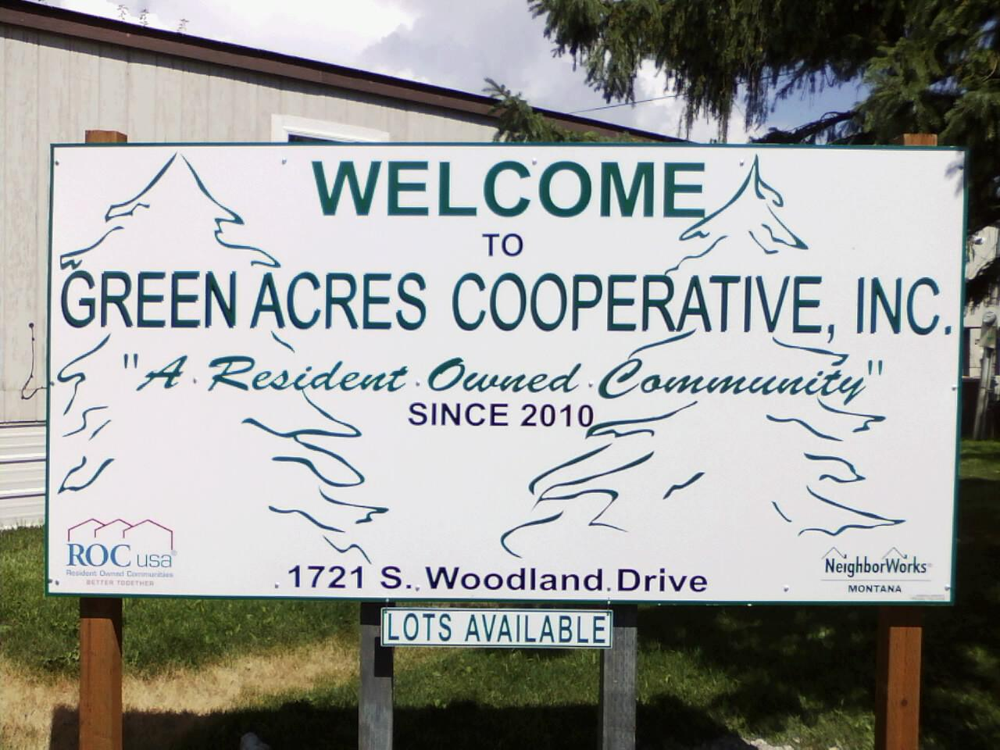 WELCOME
TO
GREEN ACRES COOPERATIVE, INC.
"A Resident Owned Community"
SINCE 2010
ROC usa®
Resident Owned Communities
BETTER TOGETHER
NeighborWorks®
MONTANA
1721 S. Woodland Drive
LOTS AVAILABLE